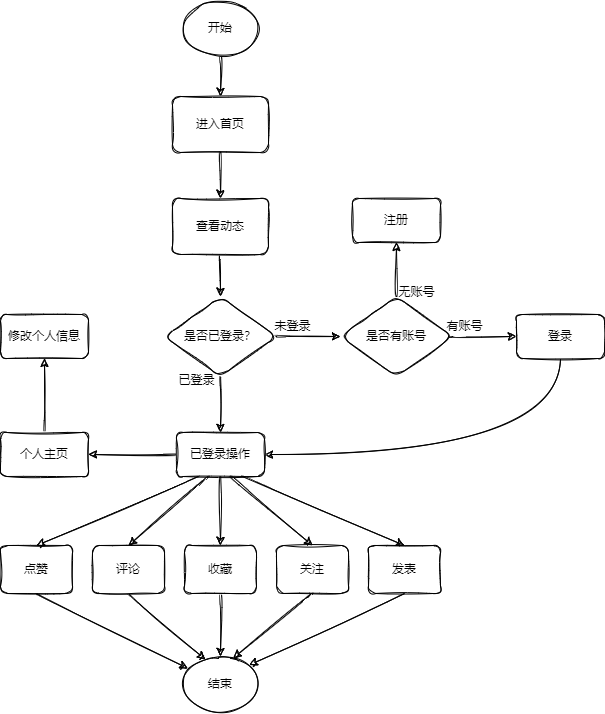 开始
进入首页
查看动态
注册
无账号
修改个人信息
是否已登录?
未登录
是否有账号
有账号
登录
已登录
个人主页
已登录操作
点赞
评论
收藏
关注
发表
结束